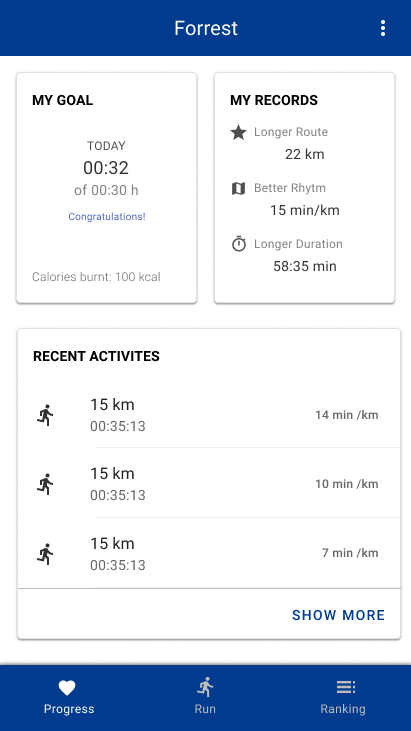 Forrest
MY GOAL
TODAY
00:32
of 00:30 h
Congratulations!
Calories burnt: 100 kcal
MY RECORDS
Longer Route
22 km
Better Rhytm
15 min/km
Longer Duration
58:35 min
RECENT ACTIVITES
15 km
00:35:13
14 min /km
15 km
00:35:13
10 min /km
15 km
00:35:13
7 min /km
SHOW MORE
Progress
Run
Ranking